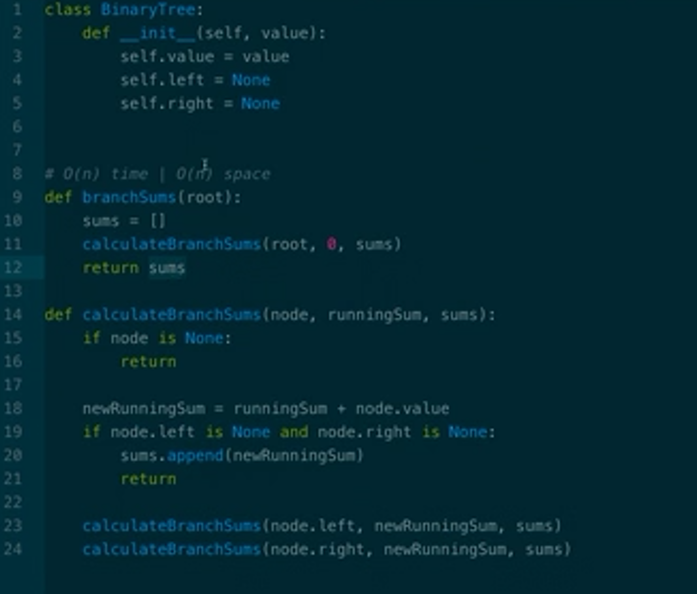 1 class BinaryTree:
2     def __init__(self, value):
3         self.value = value
4         self.left = None
5         self.right = None
6
7
8 # O(n) time | O(n) space
9 def branchSums(root):
10     sums = []
11     calculateBranchSums(root, 0, sums)
12     return sums
13
14 def calculateBranchSums(node, runningSum, sums):
15     if node is None:
16         return
17
18     newRunningSum = runningSum + node.value
19     if node.left is None and node.right is None:
20         sums.append(newRunningSum)
21         return
22
23     calculateBranchSums(node.left, newRunningSum, sums)
24     calculateBranchSums(node.right, newRunningSum, sums)